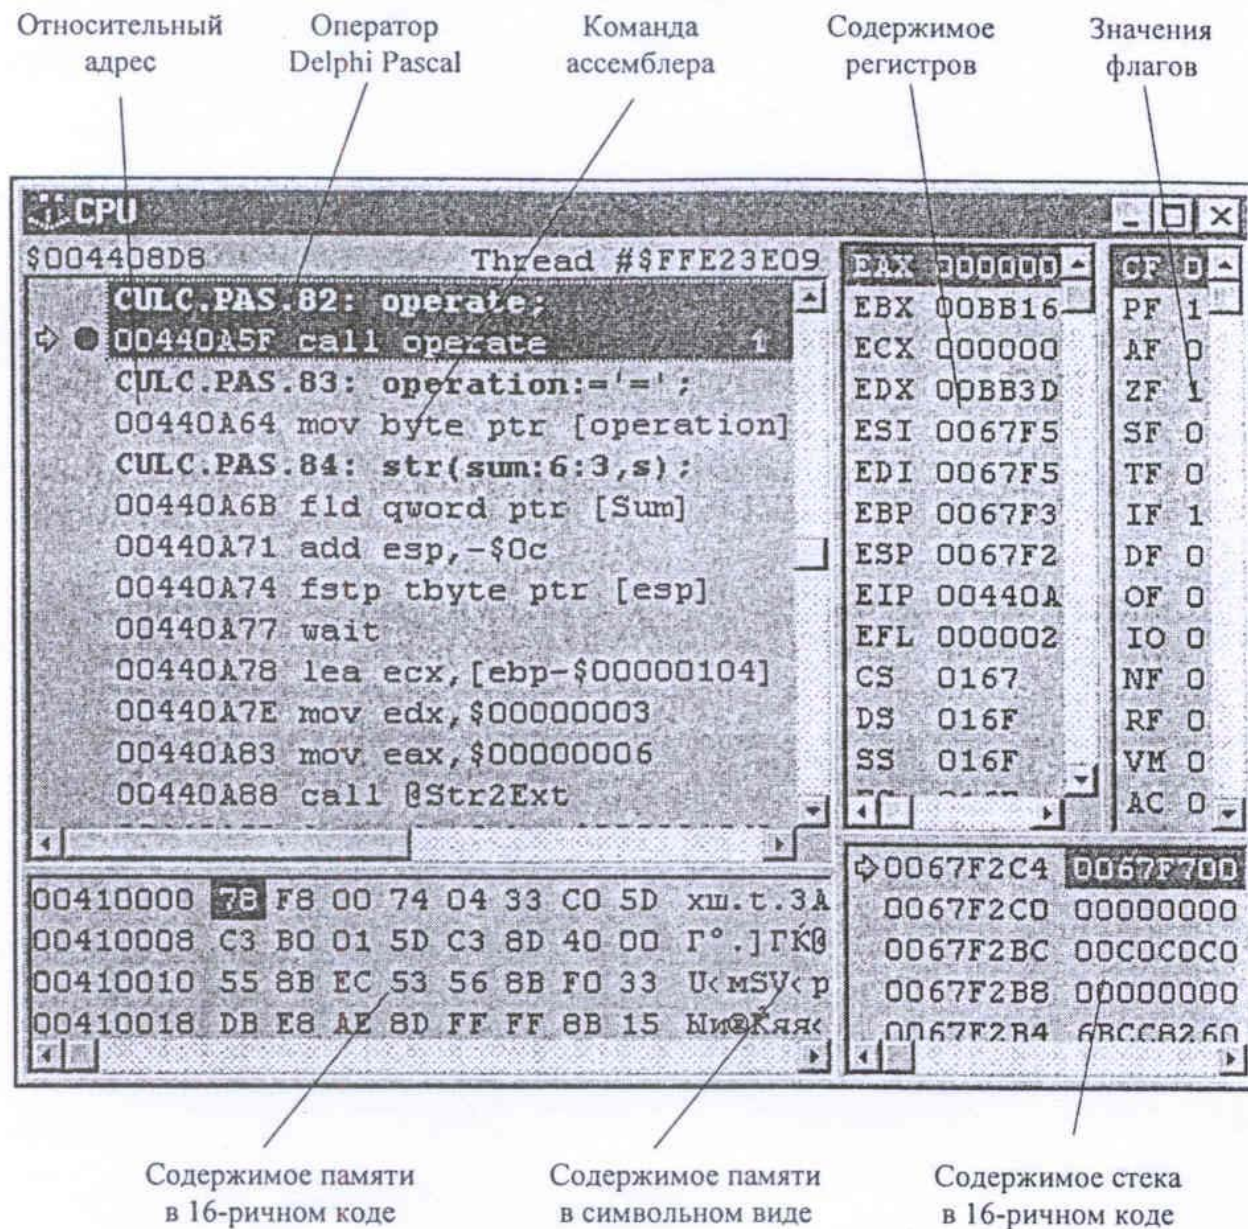 Относительный адрес
Оператор Delphi Pascal
Команда ассемблера
Содержимое регистров
Значения флагов
CPU
$004408D8 Thread #$FFE23E09
CULC.PAS.82: operate;
00440A5F call operate
CULC.PAS.83: operation:='=';
00440A64 mov byte ptr [operation]
CULC.PAS.84: str(sum:6:3,s);
00440A6B fld qword ptr [Sum]
00440A71 add esp,-$0c
00440A74 fstp tbyte ptr [esp]
00440A77 wait
00440A78 lea ecx,[ebp-$00000104]
00440A7E mov edx,$00000003
00440A83 mov eax,$00000006
00440A88 call @Str2Ext
EAX 000000
EBX 00BB16
ECX 000000
EDX 00BB3D
ESI 0067F5
EDI 0067F5
EBP 0067F3
ESP 0067F2
EIP 00440A
EFL 000002
CS 0167
DS 016F
SS 016F
CF 0
PF 1
AF 0
ZF 1
SF 0
TF 0
IF 1
DF 0
OF 0
IO 0
NF 0
RF 0
VM 0
AC 0
00410000 78 F8 00 74 04 33 C0 5D хш.t.3А
00410008 C3 B0 01 5D C3 8D 40 00 Г°.]ГЌ@
00410010 55 8B EC 53 56 8B F0 33 U‹мSV‹р
00410018 DB E8 AE 8D FF FF 8B 15 Ыи®Ќяя‹
0067F2C4 0067F700
0067F2C0 00000000
0067F2BC 00C0C0C0
0067F2B8 00000000
0067F2B4 6BCC8260
Содержимое памяти в 16-ричном коде
Содержимое памяти в символьном виде
Содержимое стека в 16-ричном коде